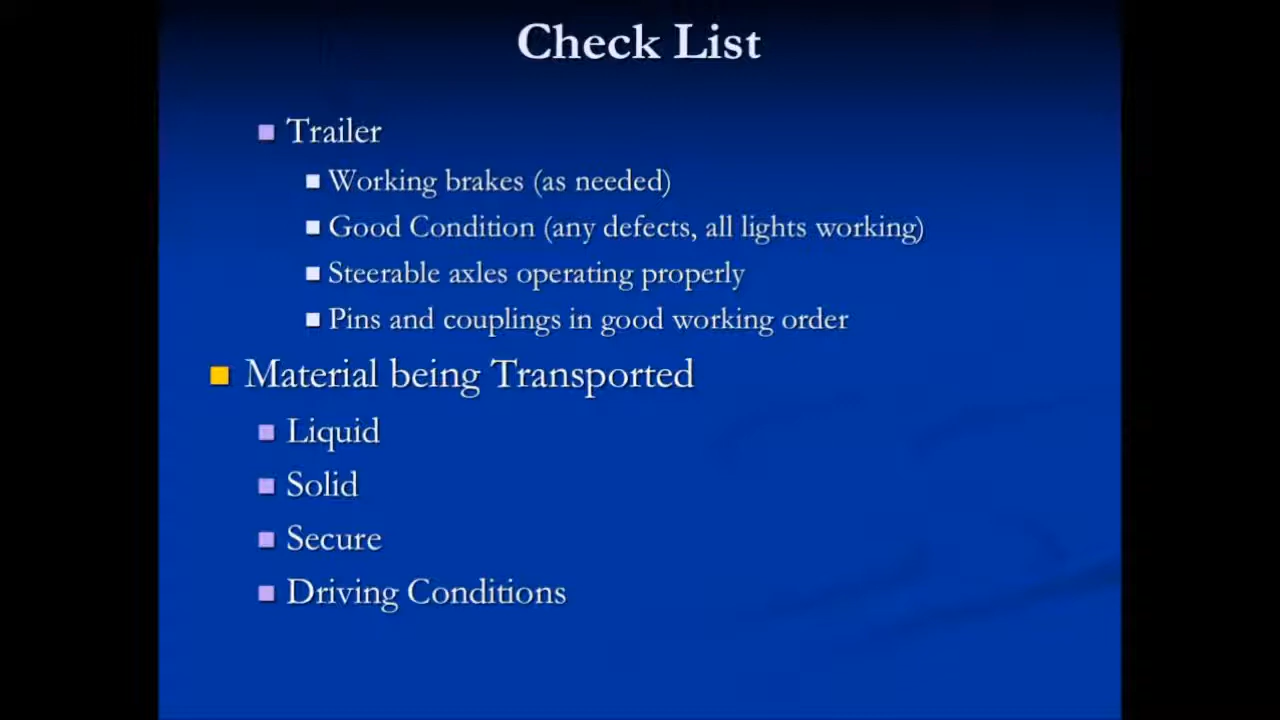 Check List
Trailer
Working brakes (as needed)
Good Condition (any defects, all lights working)
Steerable axles operating properly
Pins and couplings in good working order
Material being Transported
Liquid
Solid
Secure
Driving Conditions